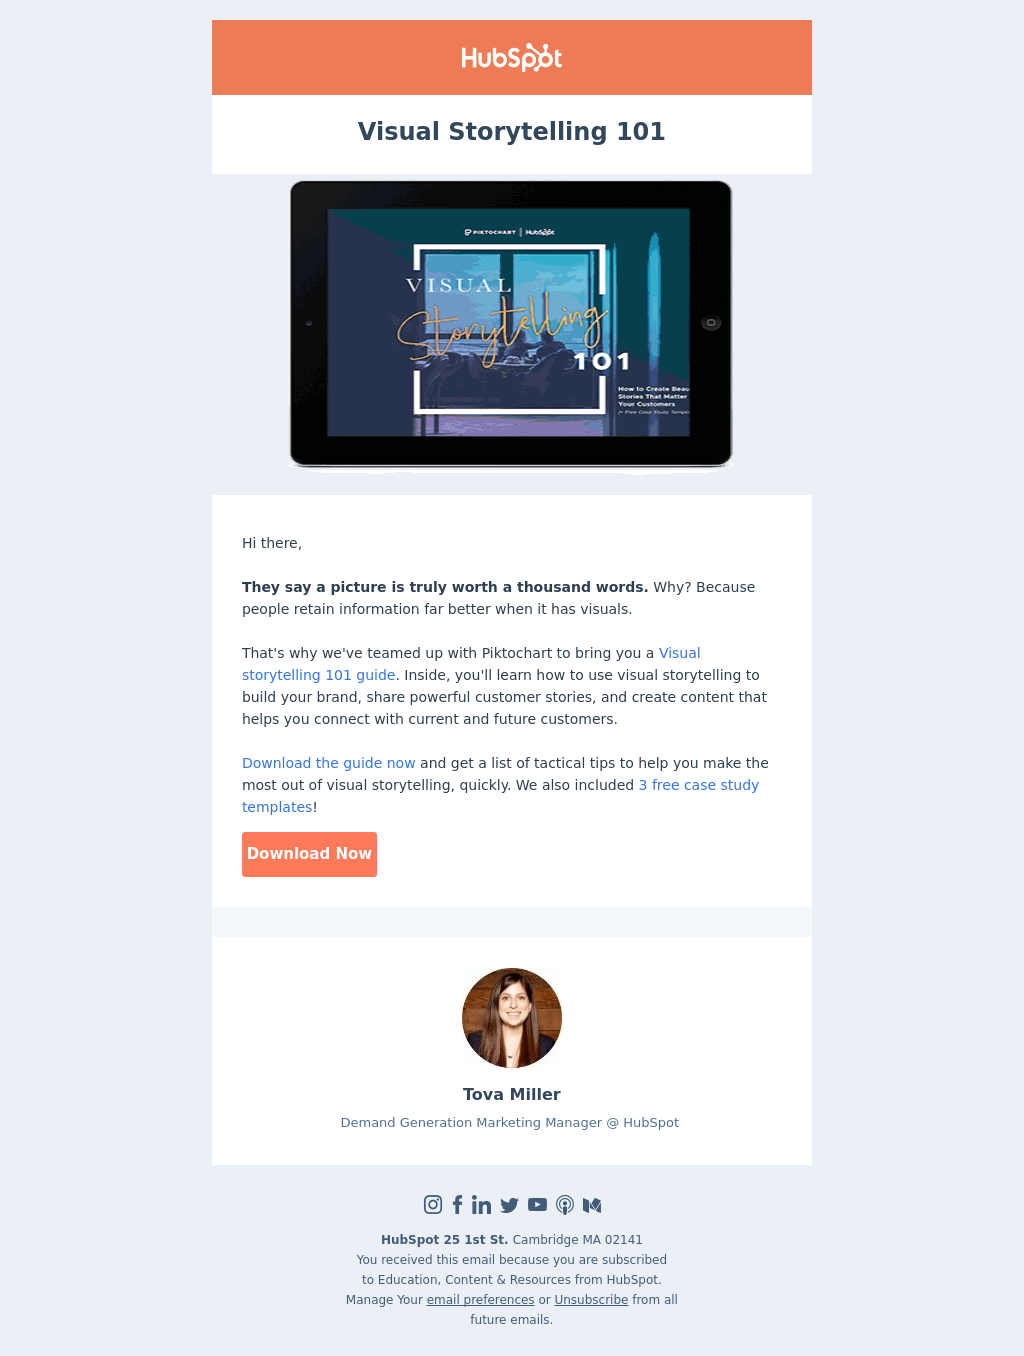 HubSpot
Visual Storytelling 101
PIKTOCHART | HubSpot
VISUAL
Storytelling
101
How to Create Beau
Stories That Matter
Your Customers
(+ Free Case Study Templa
Hi there,
They say a picture is truly worth a thousand words. Why? Because
people retain information far better when it has visuals.
That's why we've teamed up with Piktochart to bring you a Visual
storytelling 101 guide. Inside, you'll learn how to use visual storytelling to
build your brand, share powerful customer stories, and create content that
helps you connect with current and future customers.
Download the guide now and get a list of tactical tips to help you make the
most out of visual storytelling, quickly. We also included 3 free case study
templates!
Download Now
Tova Miller
Demand Generation Marketing Manager @ HubSpot
HubSpot 25 1st St. Cambridge MA 02141
You received this email because you are subscribed
to Education, Content & Resources from HubSpot.
Manage Your email preferences or Unsubscribe from all
future emails.